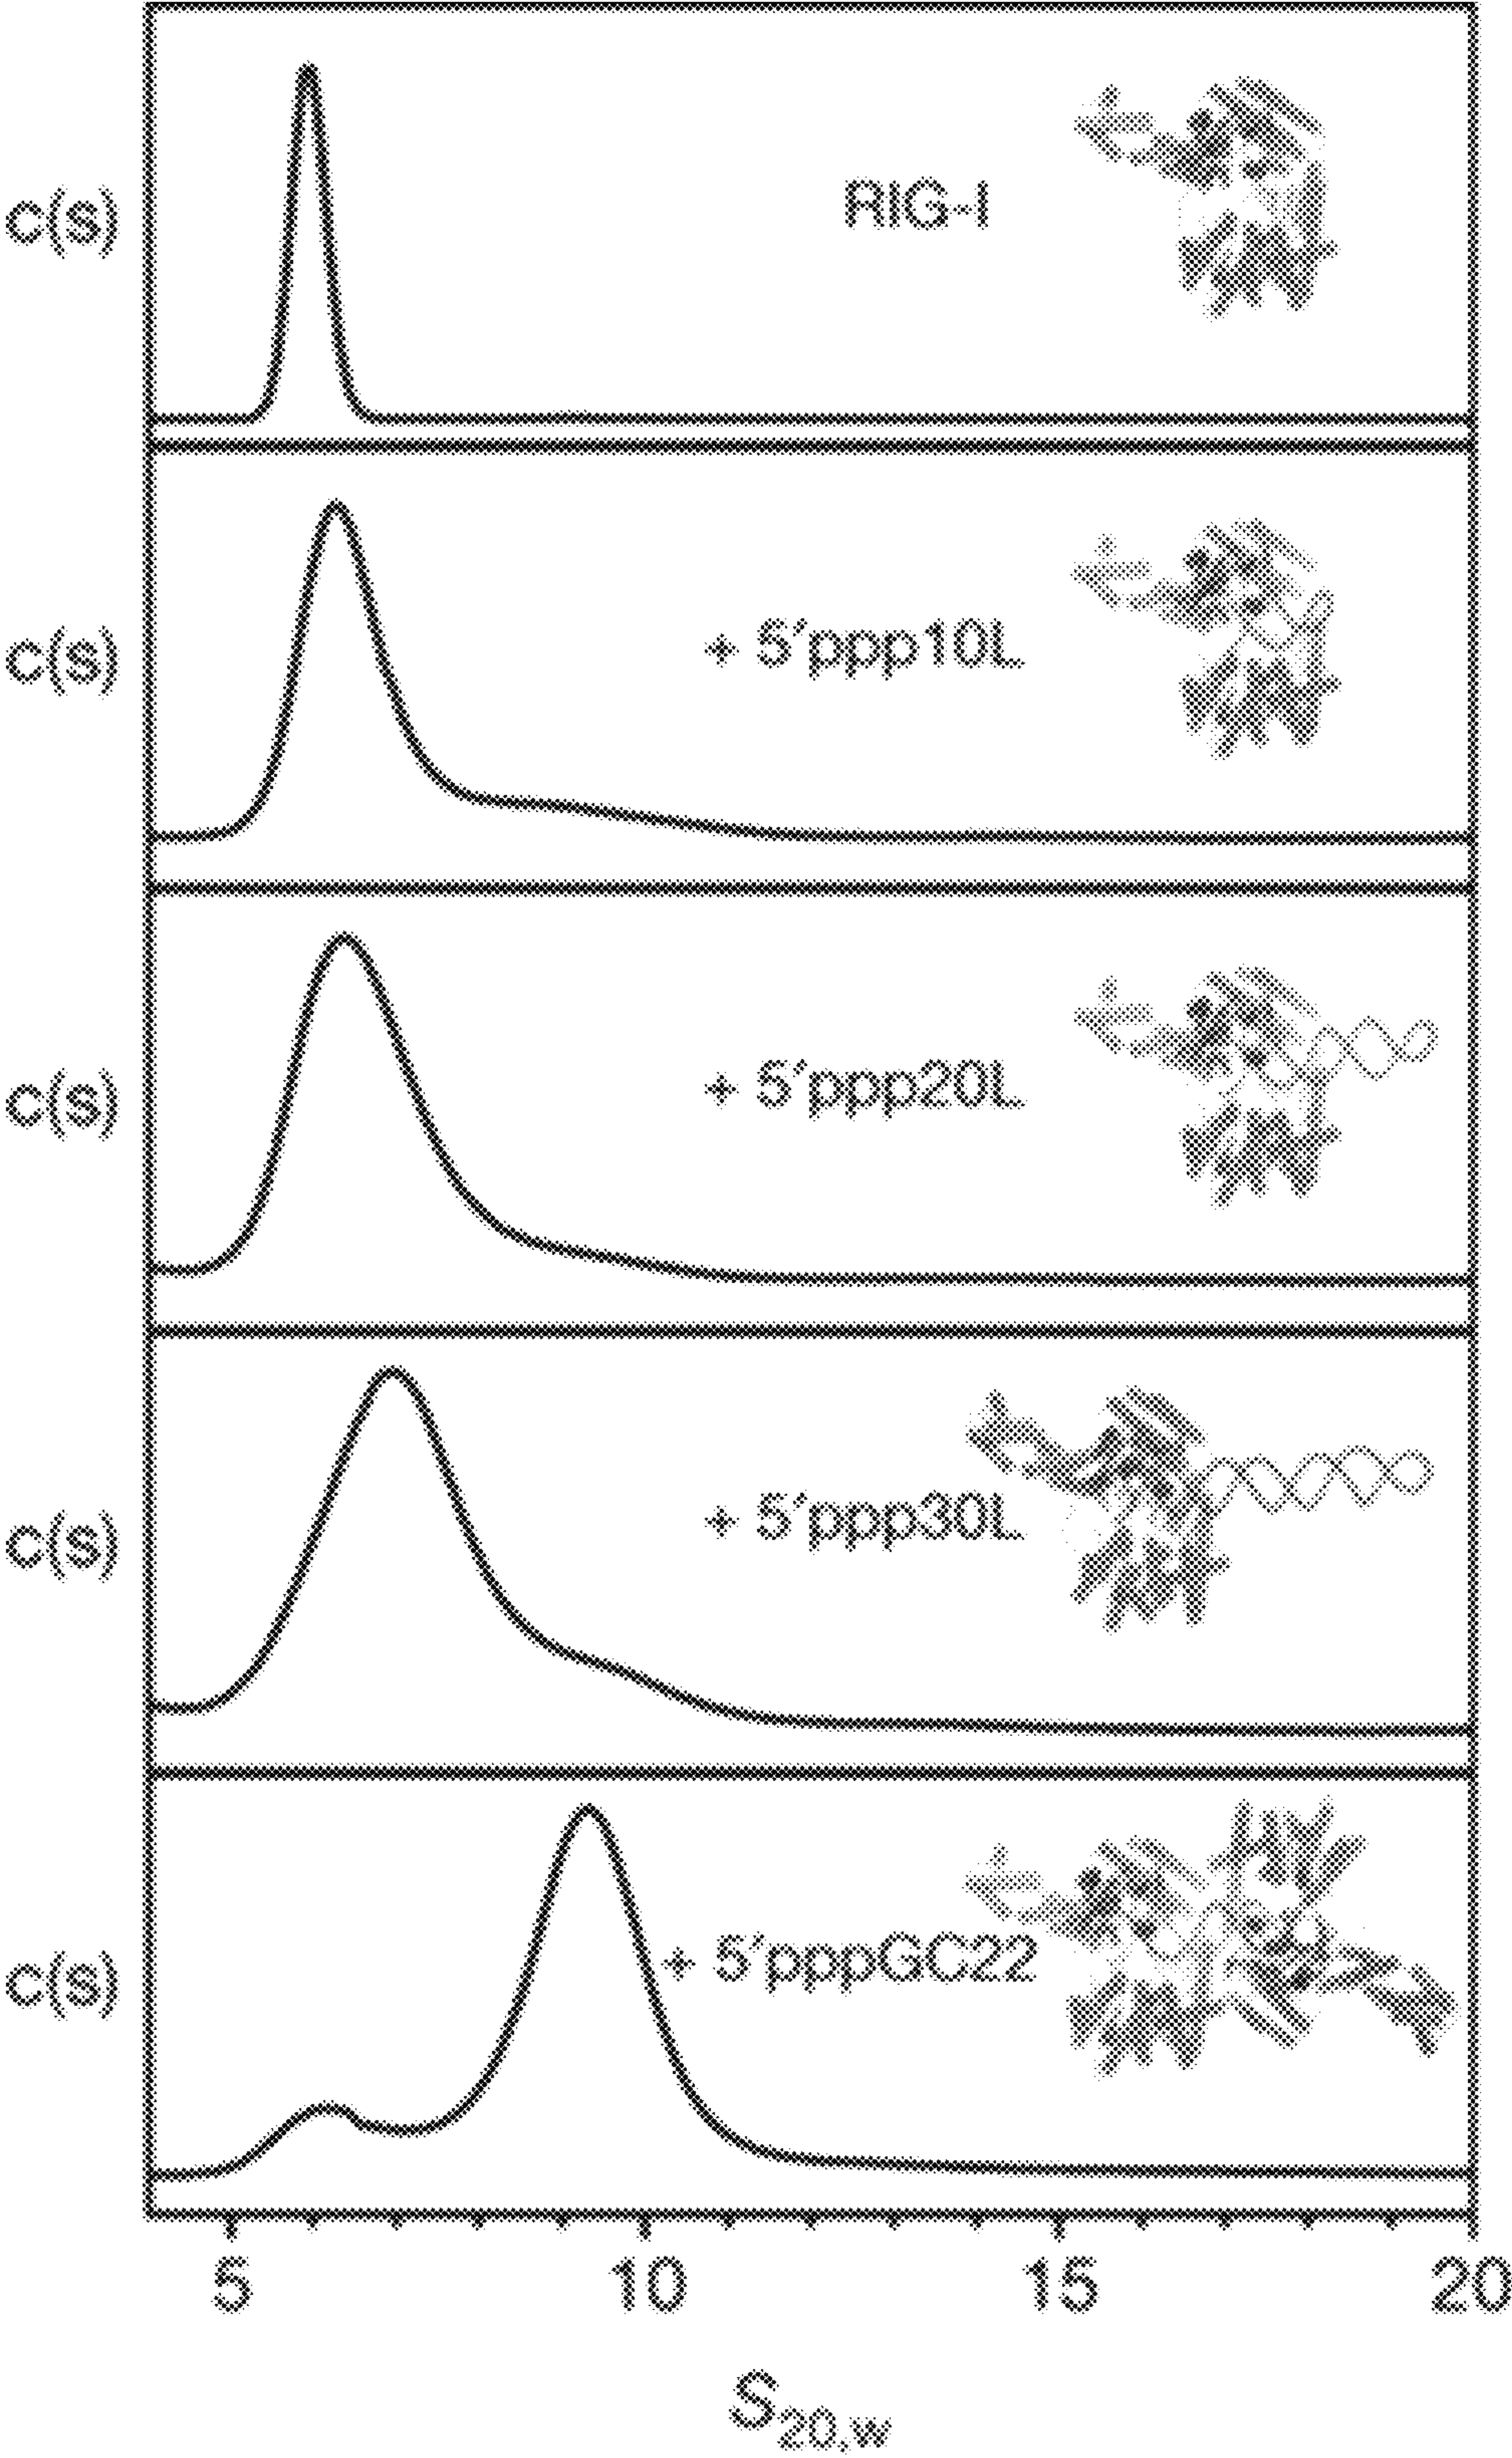 c(s)
RIG-I
c(s)
+ 5′ppp10L
c(s)
+ 5′ppp20L
c(s)
+ 5′ppp30L
c(s)
+ 5′pppGC22
5 10 15 20
S20,w